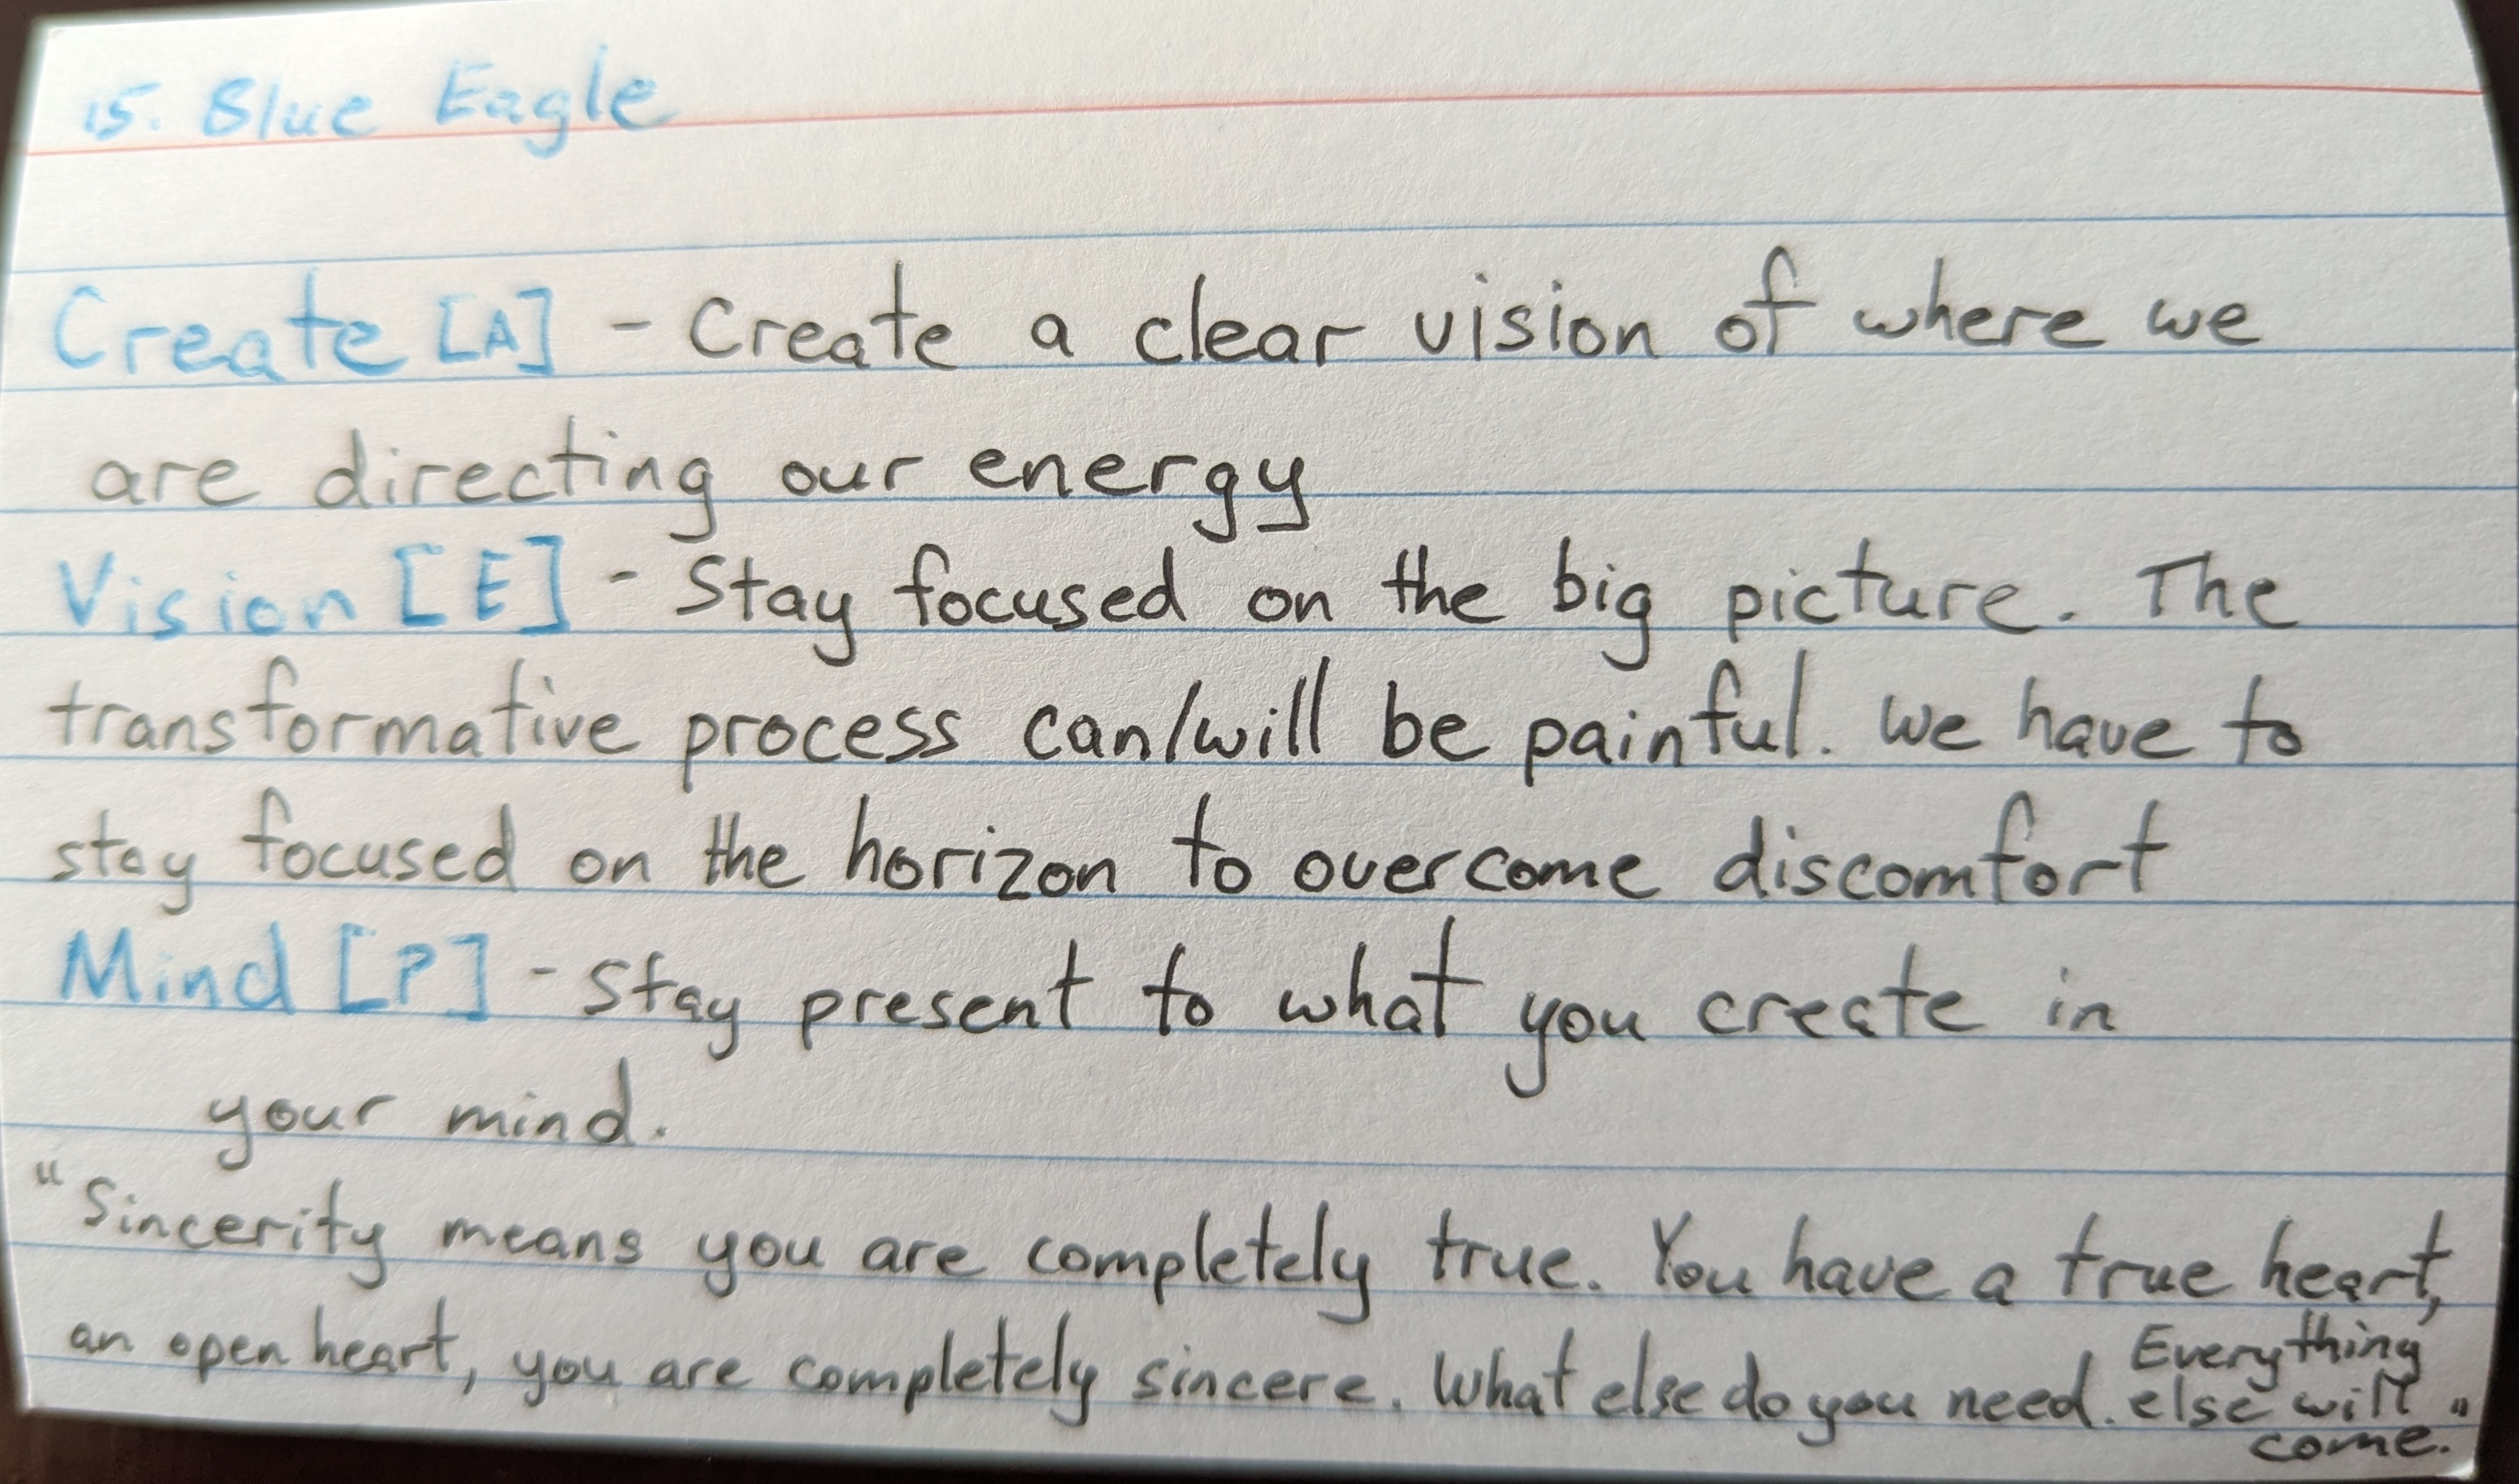 15. Blue Eagle
Create [A] - Create a clear vision of where we
are directing our energy
Vision [E] - Stay focused on the big picture. The
transformative process can/will be painful. We have to
stay focused on the horizon to overcome discomfort
Mind [P] - Stay present to what you create in
your mind.
"Sincerity means you are completely true. You have a true heart,
an open heart, you are completely sincere. What else do you need. Everything
else will
come."